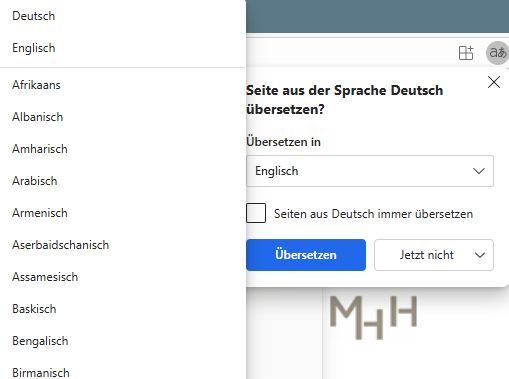 Deutsch
Englisch
Afrikaans
Albanisch
Amharisch
Arabisch
Armenisch
Aserbaidschanisch
Assamesisch
Baskisch
Bengalisch
Birmanisch
aあ
Seite aus der Sprache Deutsch
übersetzen?
Übersetzen in
Englisch
Seiten aus Deutsch immer übersetzen
Übersetzen
Jetzt nicht
MHH